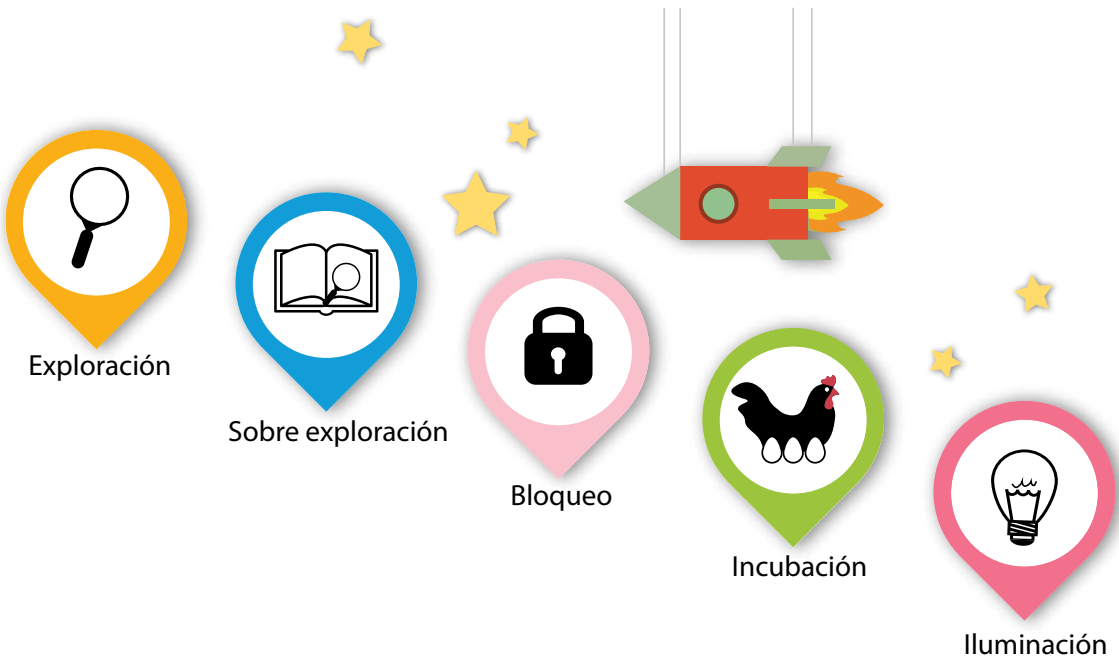 Exploración
Sobre exploración
Bloqueo
Incubación
Iluminación